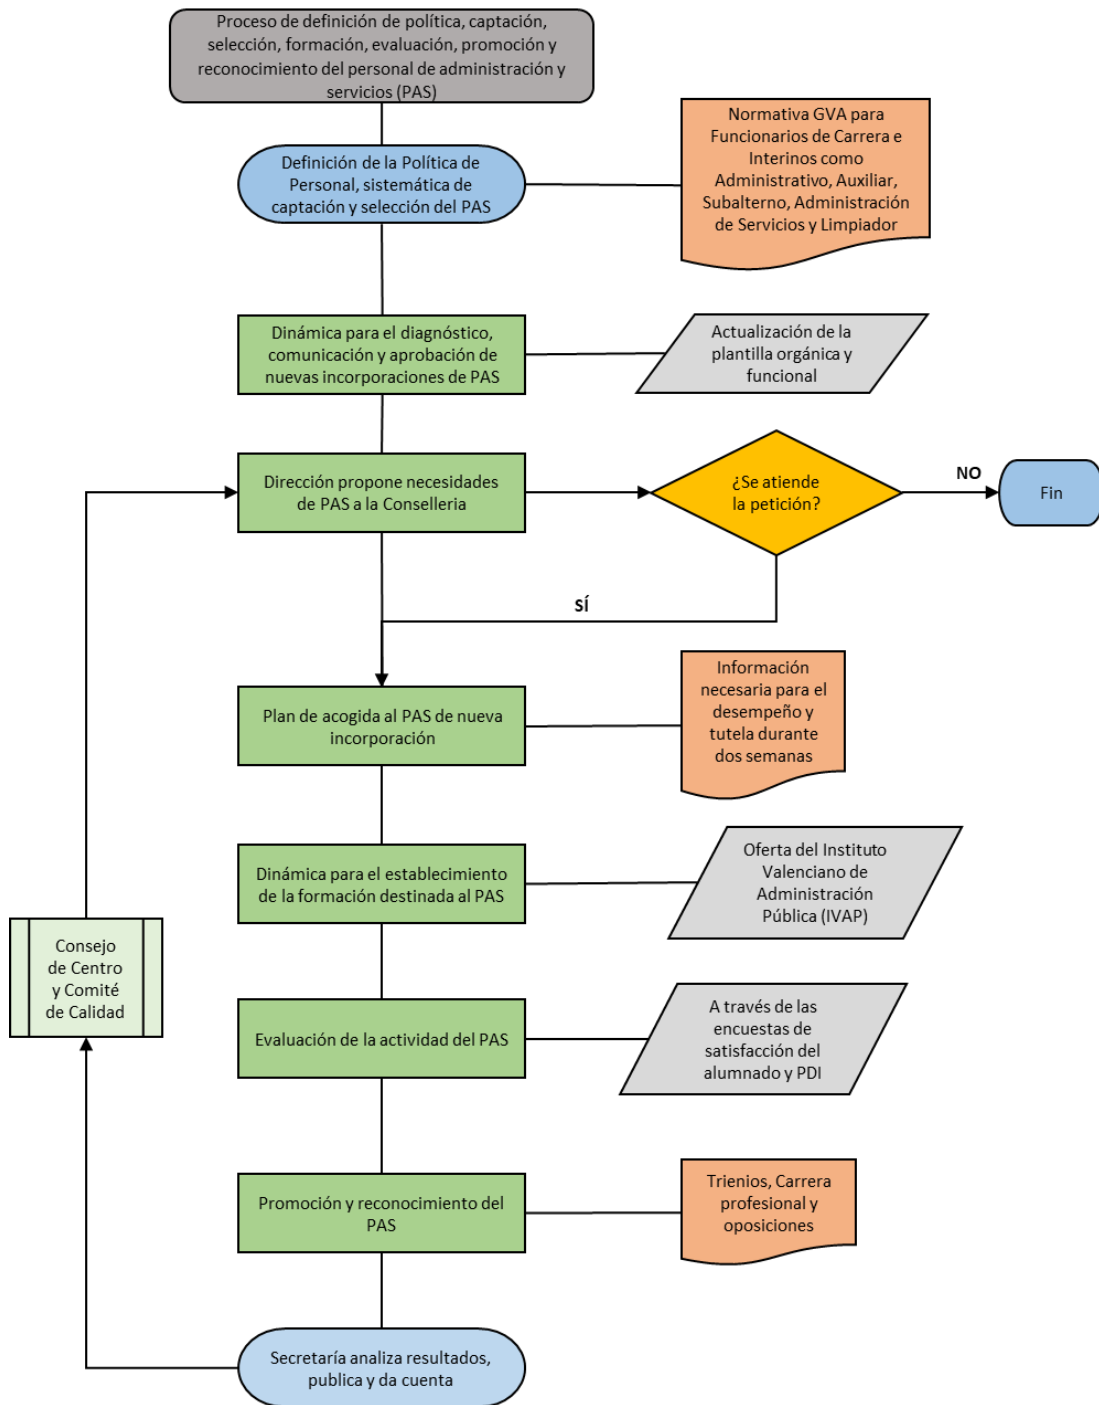 Proceso de definición de política, captación,
selección, formación, evaluación, promoción y
reconocimiento del personal de administración y
servicios (PAS)
Definición de la Política de
Personal, sistemática de
captación y selección del PAS
Normativa GVA para
Funcionarios de Carrera e
Interinos como
Administrativo, Auxiliar,
Subalterno, Administración
de Servicios y Limpiador
Dinámica para el diagnóstico,
comunicación y aprobación de
nuevas incorporaciones de PAS
Actualización de la
plantilla orgánica y
funcional
Dirección propone necesidades
de PAS a la Conselleria
¿Se atiende
la petición?
NO
Fin
SÍ
Plan de acogida al PAS de nueva
incorporación
Información
necesaria para el
desempeño y
tutela durante
dos semanas
Dinámica para el establecimiento
de la formación destinada al PAS
Oferta del Instituto
Valenciano de
Administración
Pública (IVAP)
Consejo
de Centro
y Comité
de Calidad
Evaluación de la actividad del PAS
A través de las
encuestas de
satisfacción del
alumnado y PDI
Promoción y reconocimiento del
PAS
Trienios, Carrera
profesional y
oposiciones
Secretaría analiza resultados,
publica y da cuenta